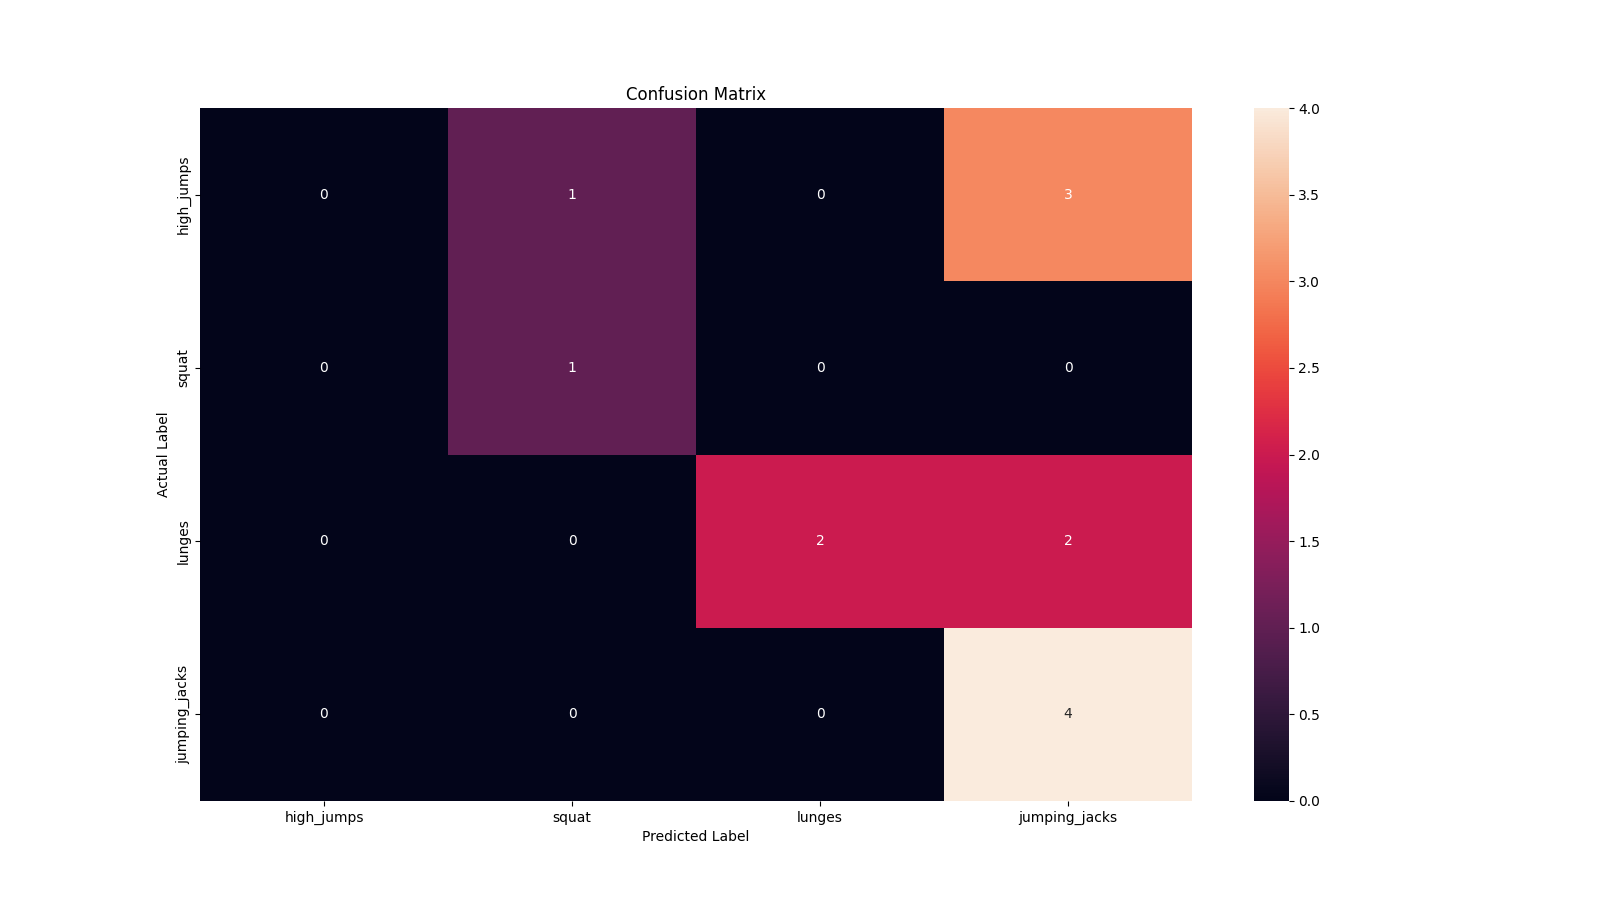 Confusion Matrix
Actual Label
high_jumps
0 1 0 3
squat
0 1 0 0
lunges
0 0 2 2
jumping_jacks
0 0 0 4
high_jumps squat lunges jumping_jacks
Predicted Label
4.0
3.5
3.0
2.5
2.0
1.5
1.0
0.5
0.0